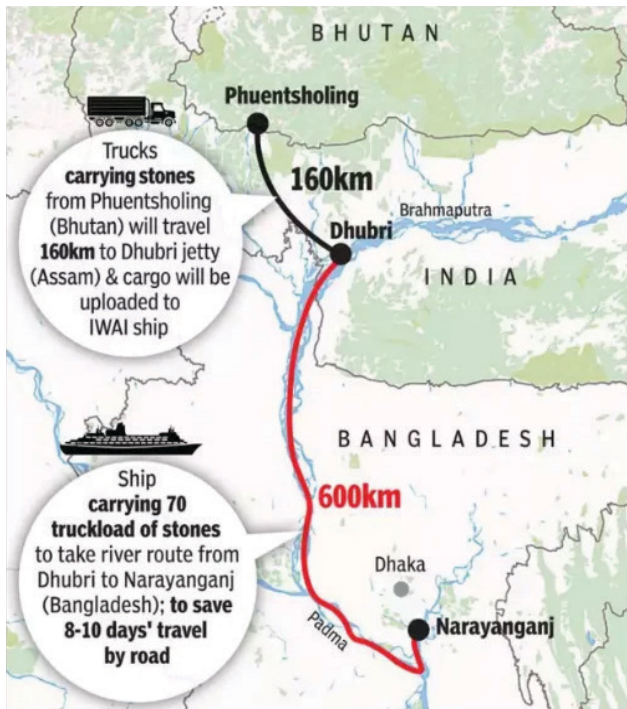 BHUTAN
Phuentsholing
Trucks
carrying stones
from Phuentsholing
(Bhutan) will travel
160km to Dhubri jetty
(Assam) & cargo will be
uploaded to
IWAI ship
160km
Dhubri
Brahmaputra
INDIA
BANGLADESH
Ship
carrying 70
truckload of stones
to take river route from
Dhubri to Narayanganj
(Bangladesh); to save
8-10 days' travel
by road
600km
Dhaka
Padma
Narayanganj